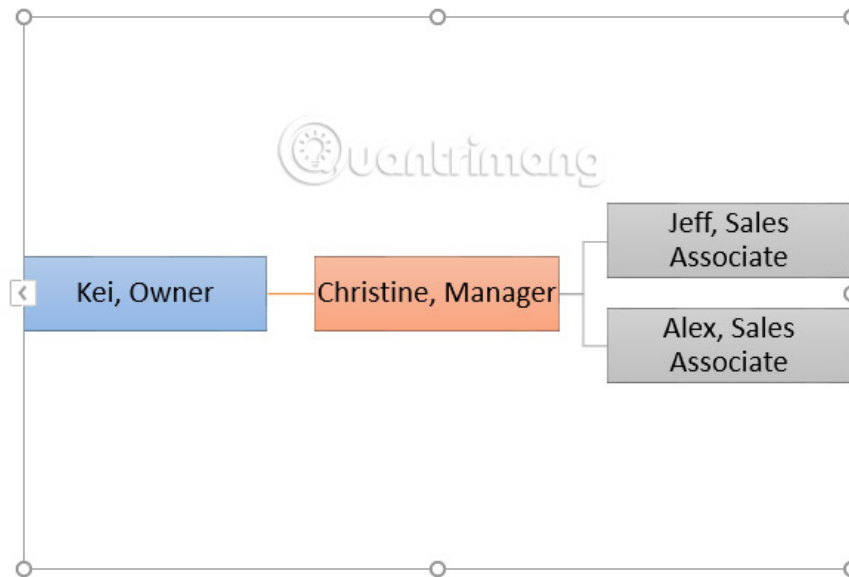 Quantrimang
Kei, Owner
Christine, Manager
Jeff, Sales
Associate
Alex, Sales
Associate